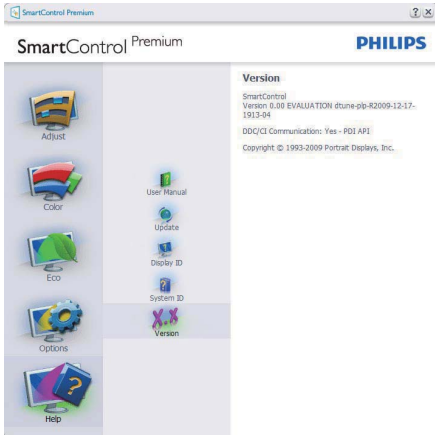 SmartControl Premium
SmartControl Premium
PHILIPS
Adjust
Color
Eco
Options
Help
User Manual
Update
Display ID
System ID
X.X
Version
Version
SmartControl
Version 0.00 EVALUATION dtune-plp-R2009-12-17-
1913-04
DDC/CI Communication: Yes - PDI API
Copyright © 1993-2009 Portrait Displays, Inc.